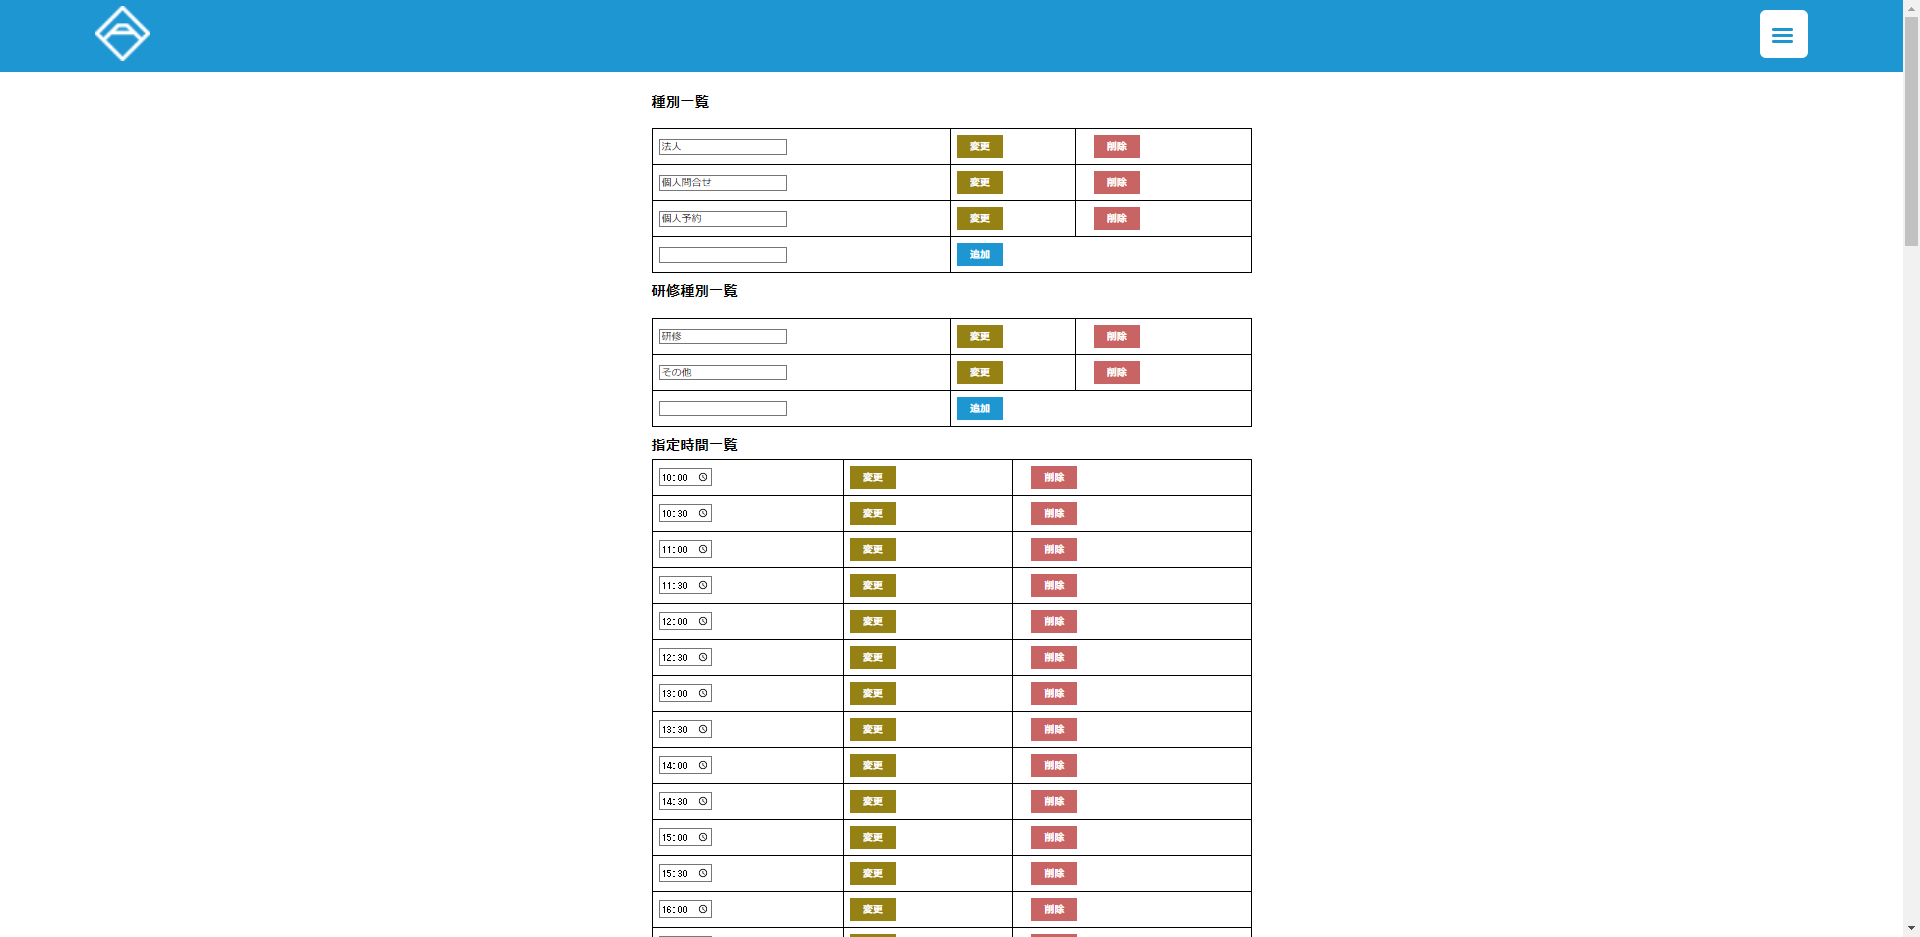 種別一覧
法人 変更 削除
個人問合せ 変更 削除
個人予約 変更 削除
追加
研修種別一覧
研修 変更 削除
その他 変更 削除
追加
指定時間一覧
10:00 変更 削除
10:30 変更 削除
11:00 変更 削除
11:30 変更 削除
12:00 変更 削除
12:30 変更 削除
13:00 変更 削除
13:30 変更 削除
14:00 変更 削除
14:30 変更 削除
15:00 変更 削除
15:30 変更 削除
16:00 変更 削除